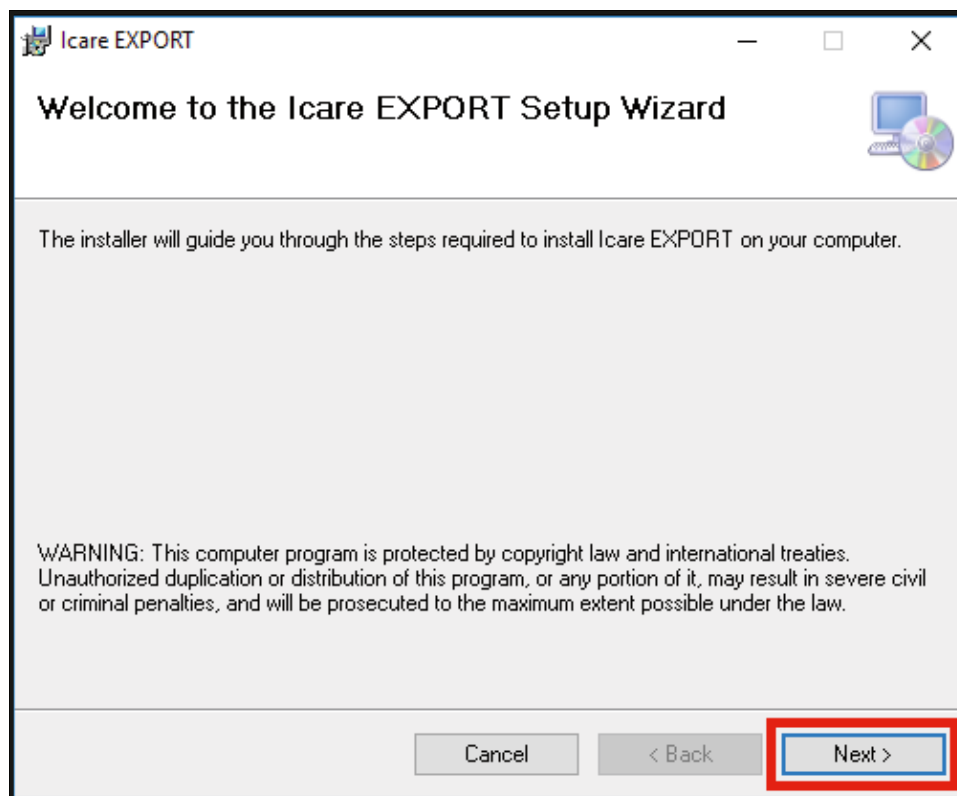 Icare EXPORT
Welcome to the Icare EXPORT Setup Wizard
The installer will guide you through the steps required to install Icare EXPORT on your computer.
WARNING: This computer program is protected by copyright law and international treaties.
Unauthorized duplication or distribution of this program, or any portion of it, may result in severe civil
or criminal penalties, and will be prosecuted to the maximum extent possible under the law.
Cancel < Back Next >